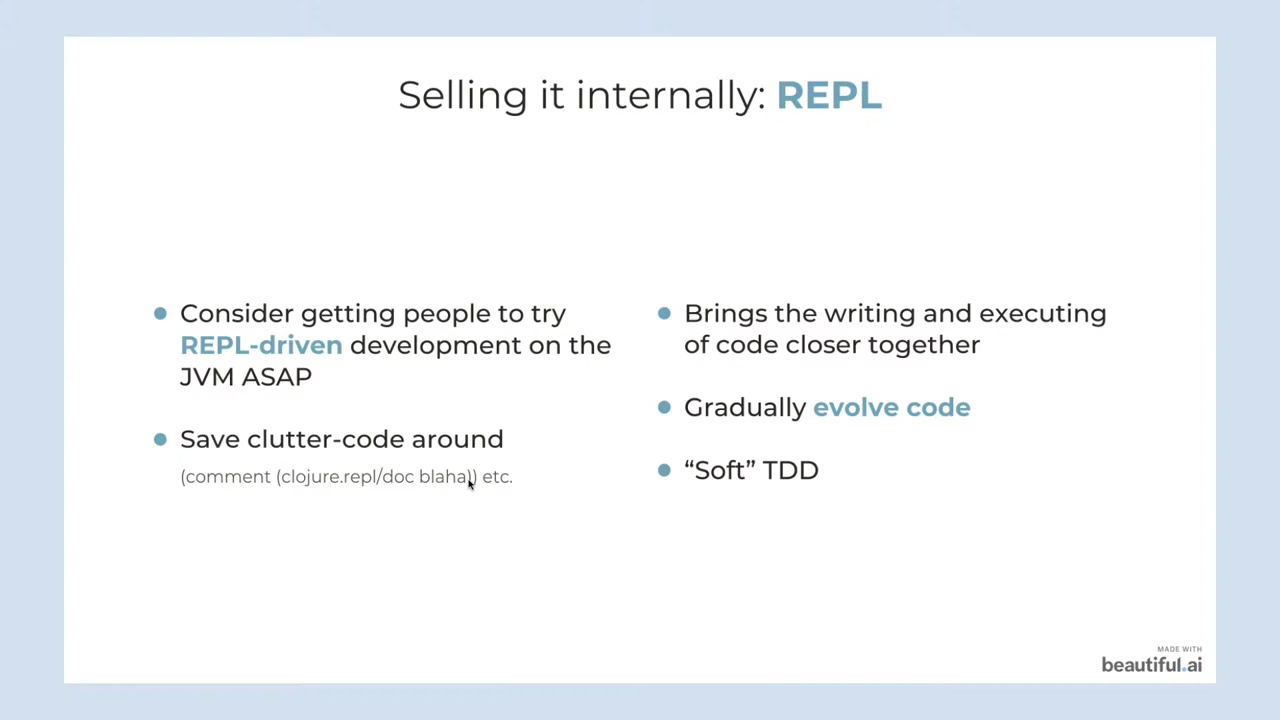 Selling it internally: REPL
Consider getting people to try
REPL-driven development on the
JVM ASAP
Save clutter-code around
(comment (clojure.repl/doc blaha)) etc.
Brings the writing and executing
of code closer together
Gradually evolve code
“Soft” TDD
MADE WITH
beautiful.ai